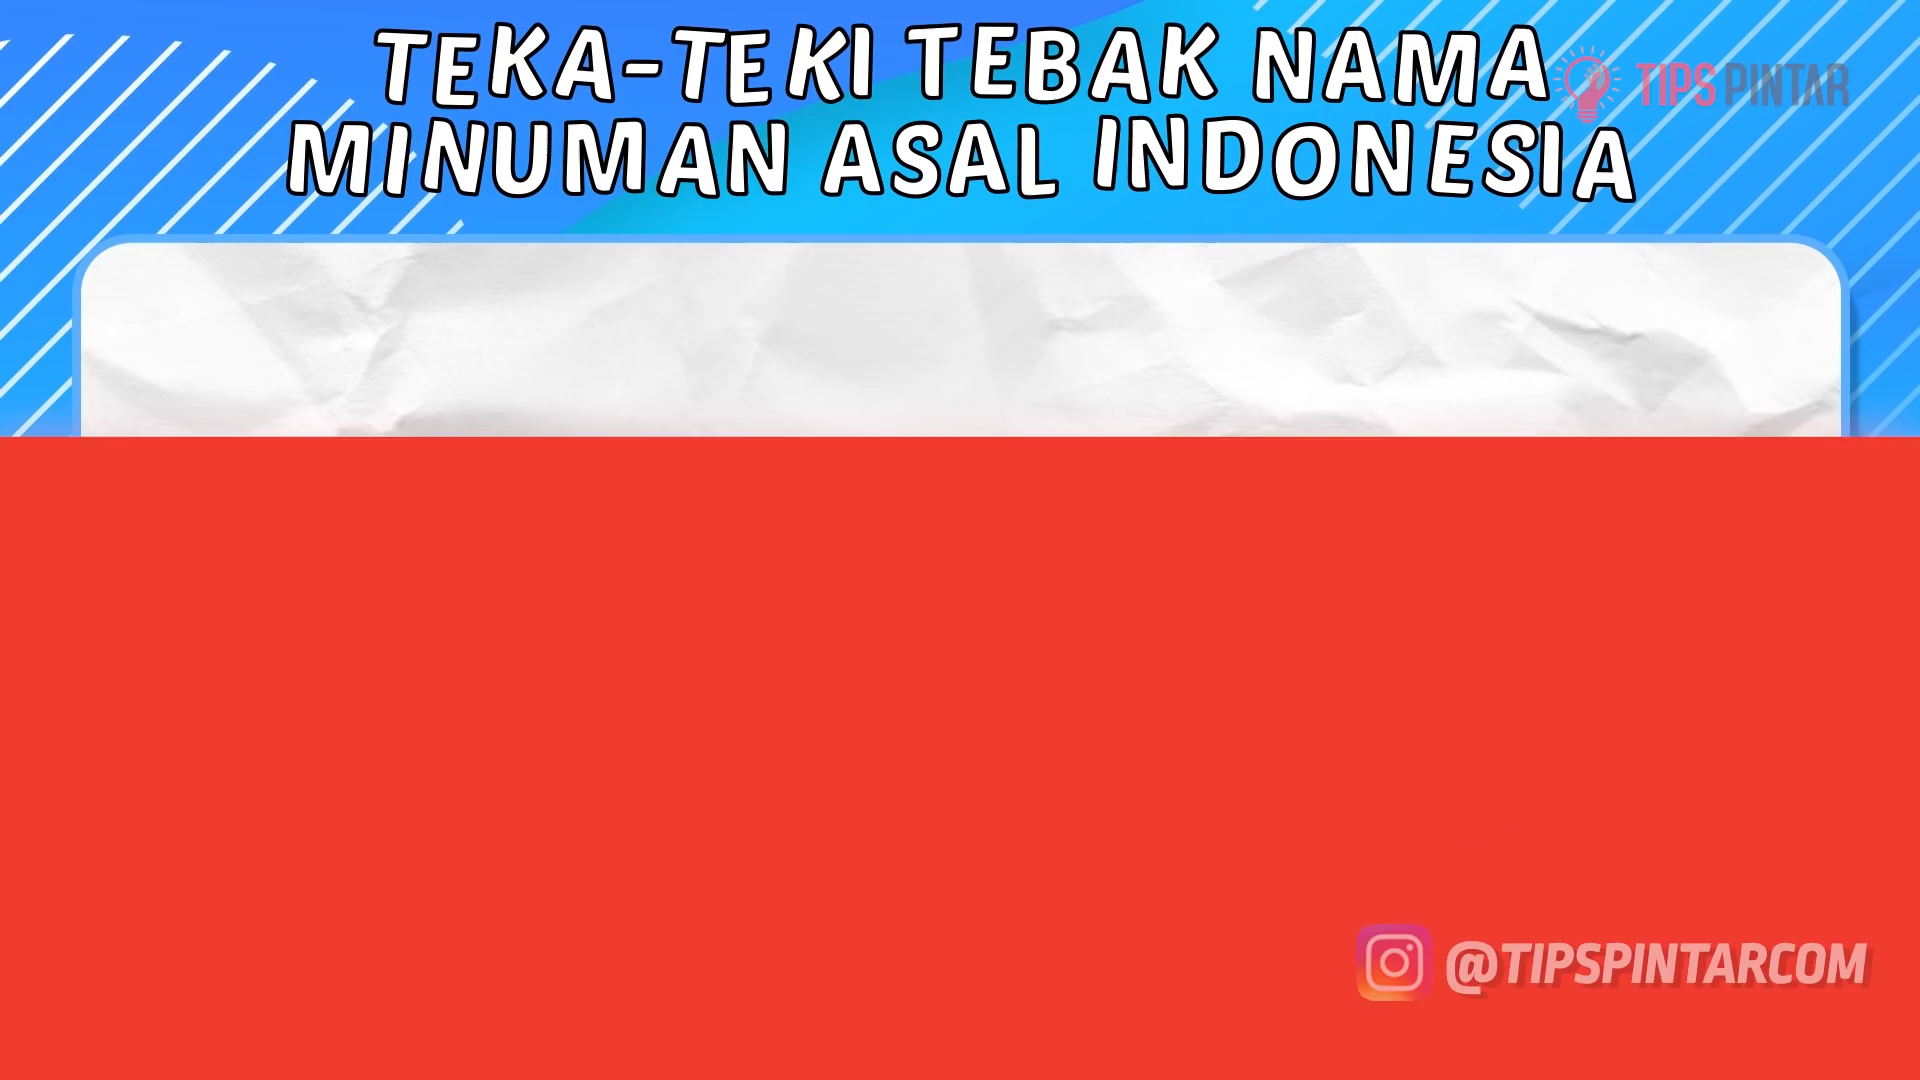 TEKA-TEKI TEBAK NAMA
TIPS PINTAR
MINUMAN ASAL INDONESIA
@TIPSPINTARCOM